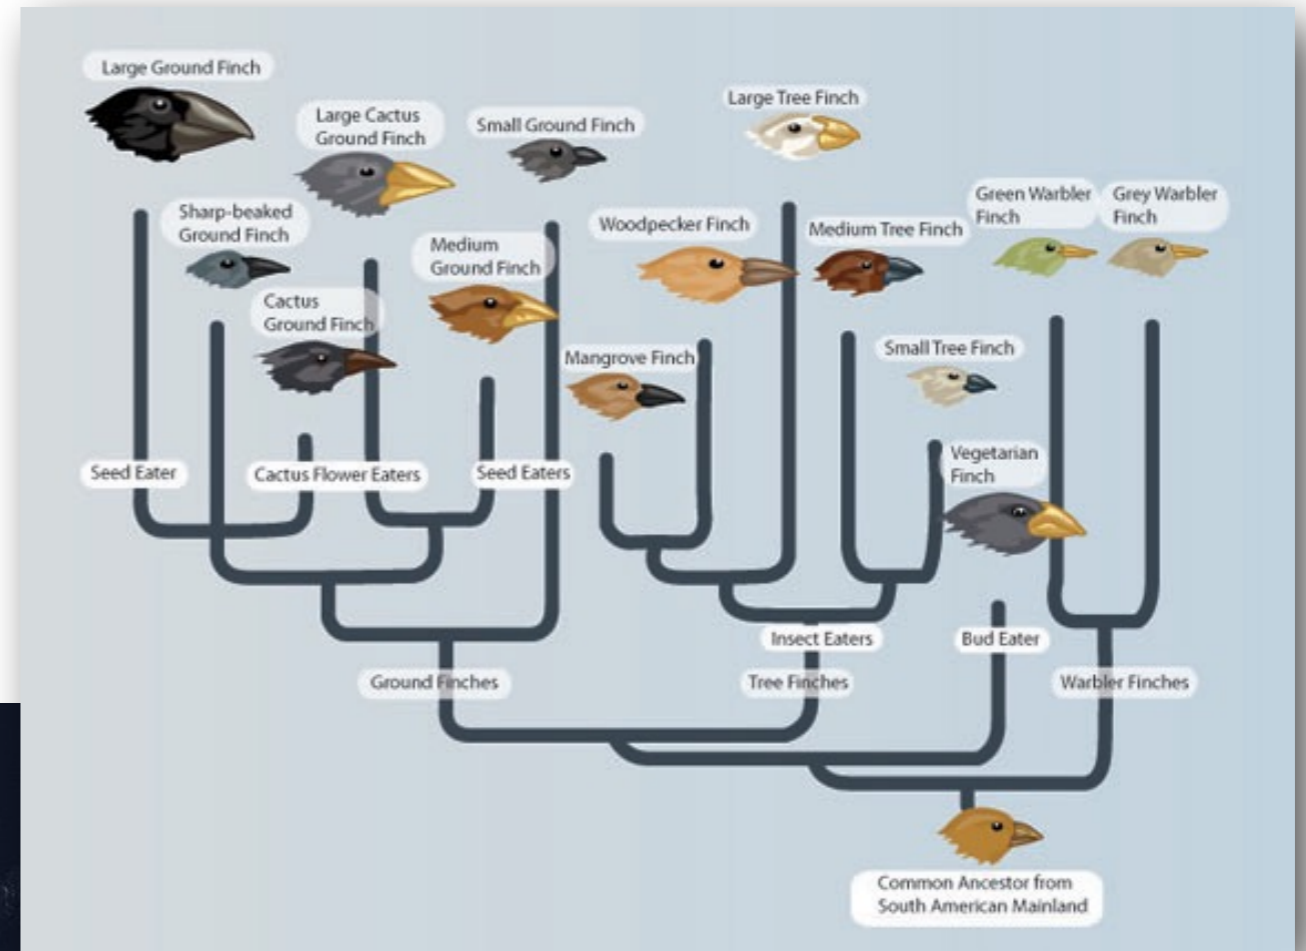 Large Ground Finch
Large Cactus
Ground Finch
Small Ground Finch
Large Tree Finch
Sharp-beaked
Ground Finch
Medium
Ground Finch
Woodpecker Finch
Medium Tree Finch
Green Warbler
Finch
Grey Warbler
Finch
Cactus
Ground Finch
Mangrove Finch
Small Tree Finch
Vegetarian
Finch
Seed Eater
Cactus Flower Eaters
Seed Eaters
Insect Eaters
Bud Eater
Ground Finches
Tree Finches
Warbler Finches
Common Ancestor from
South American Mainland